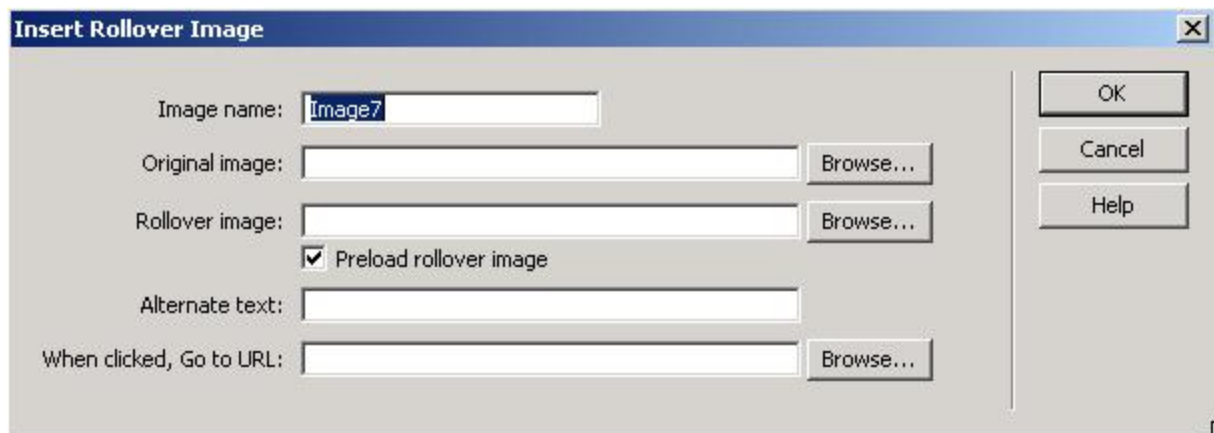 Insert Rollover Image
Image name: Image7
OK
Original image: Browse...
Cancel
Rollover image: Browse...
Help
Preload rollover image
Alternate text:
When clicked, Go to URL: Browse...